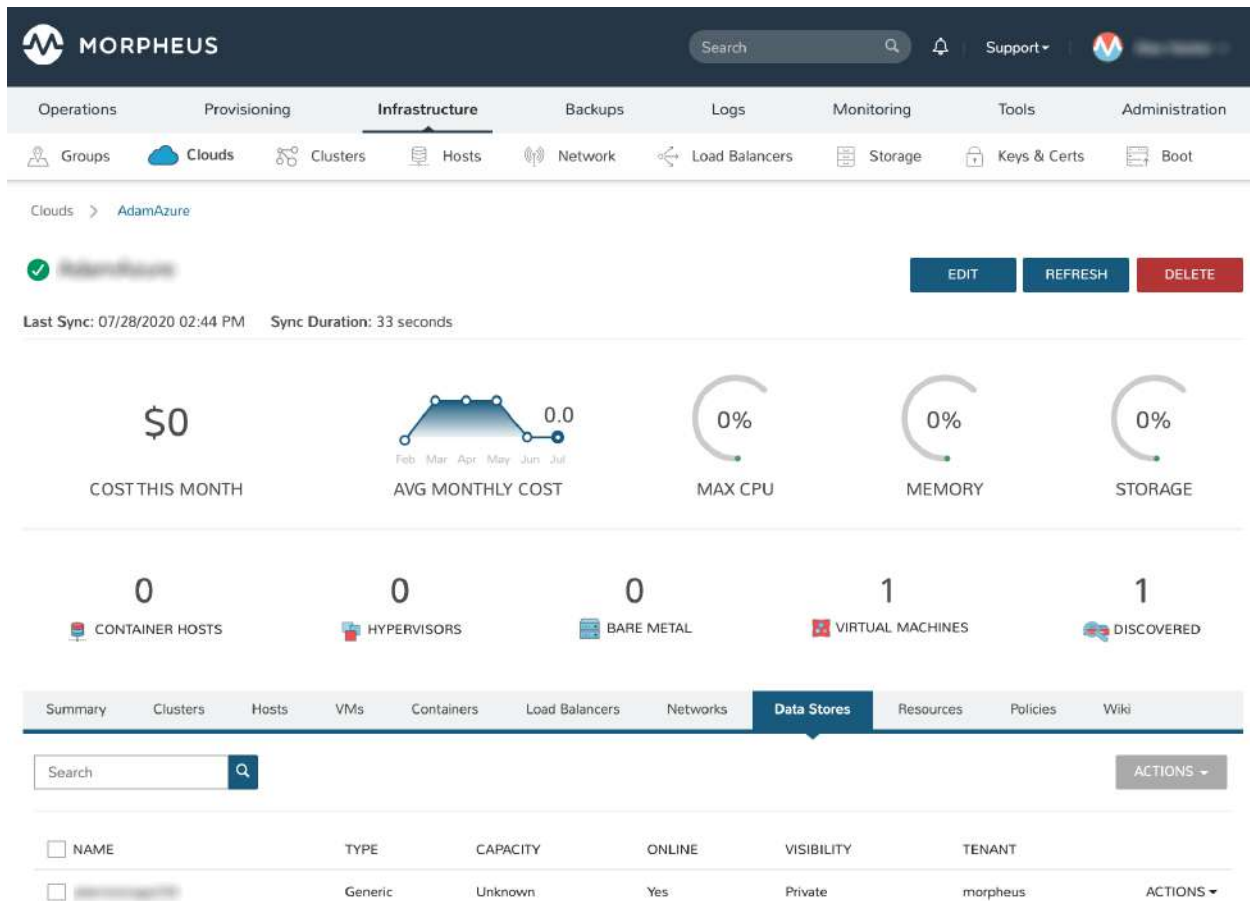 MORPHEUS Search Support
Operations Provisioning Infrastructure Backups Logs Monitoring Tools Administration
Groups Clouds Clusters Hosts Network Load Balancers Storage Keys & Certs Boot
Clouds > AdamAzure
EDIT REFRESH DELETE
Last Sync: 07/28/2020 02:44 PM Sync Duration: 33 seconds
$0 0.0 0% 0% 0%
Feb Mar Apr May Jun Jul
COST THIS MONTH AVG MONTHLY COST MAX CPU MEMORY STORAGE
0 0 0 1 1
CONTAINER HOSTS HYPERVISORS BARE METAL VIRTUAL MACHINES DISCOVERED
Summary Clusters Hosts VMs Containers Load Balancers Networks Data Stores Resources Policies Wiki
Search ACTIONS
NAME TYPE CAPACITY ONLINE VISIBILITY TENANT
Generic Unknown Yes Private morpheus ACTIONS